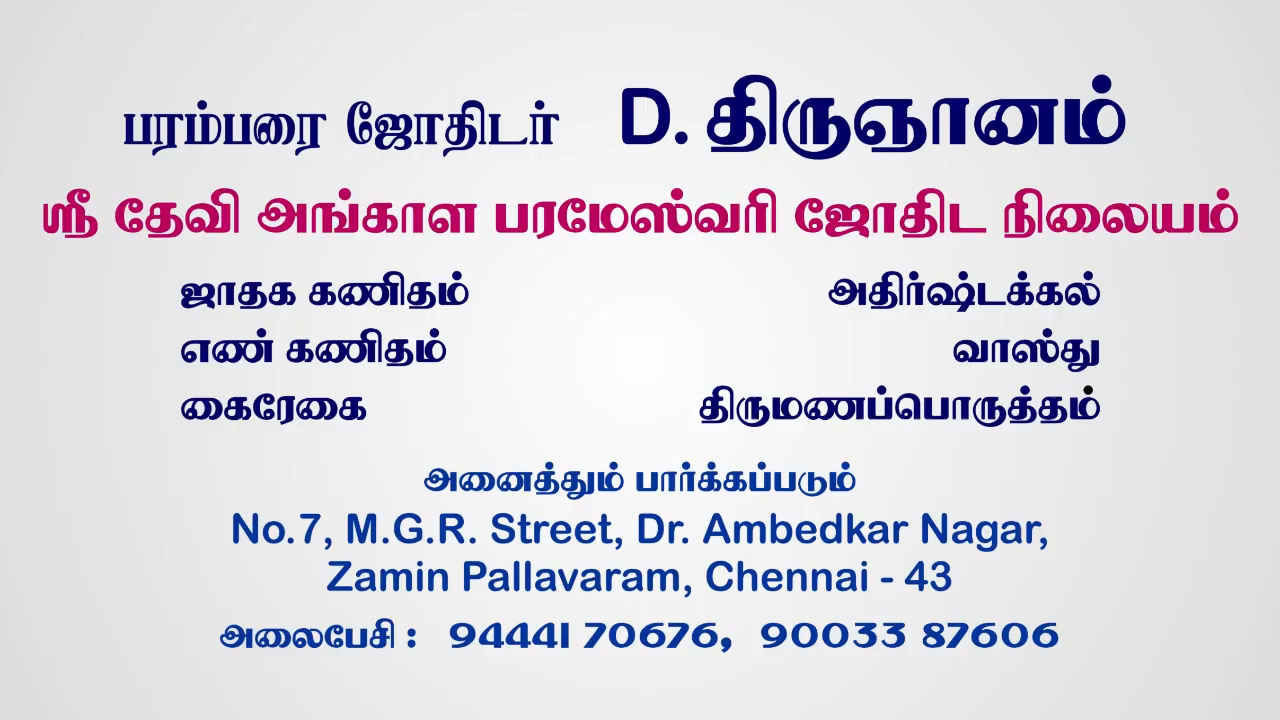 பரம்பரை ஜோதிடர் D. திருஞானம்
ஸ்ரீ தேவி அங்காள பரமேஸ்வரி ஜோதிட நிலையம்
ஜாதக கணிதம் அதிர்ஷ்டக்கல்
எண் கணிதம் வாஸ்து
கைரேகை திருமணப்பொருத்தம்
அனைத்தும் பார்க்கப்படும்
No.7, M.G.R. Street, Dr. Ambedkar Nagar,
Zamin Pallavaram, Chennai - 43
அலைபேசி : 94441 70676, 90033 87606